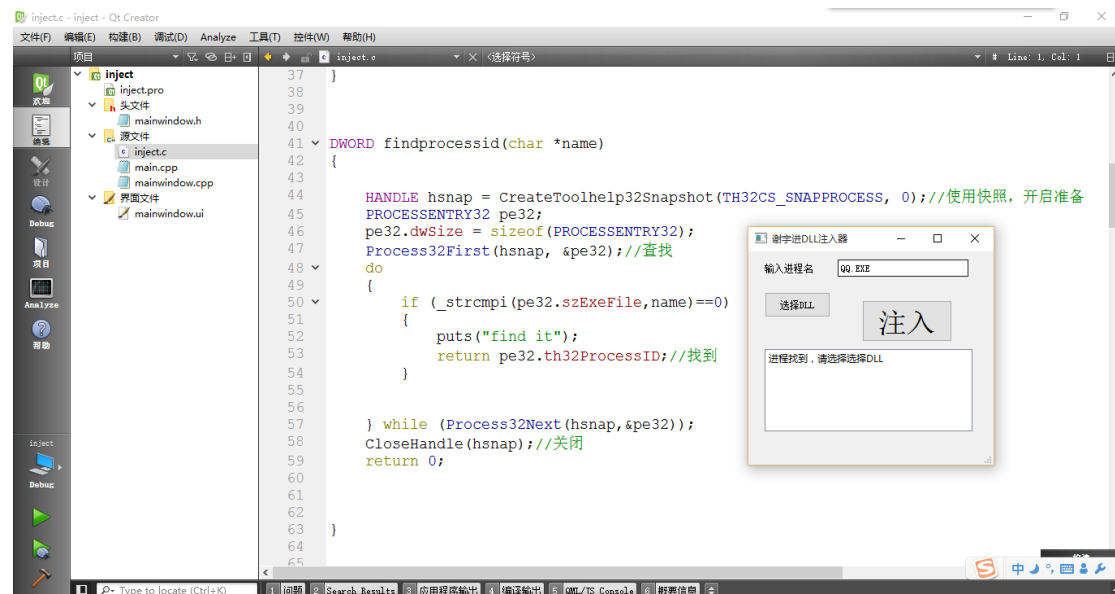 inject.c - inject - Qt Creator
文件(F) 编辑(E) 构建(B) 调试(D) Analyze 工具(T) 控件(W) 帮助(H)
项目
inject.c
<选择符号>
# Line: 1, Col: 1
欢迎
编辑
设计
Debug
项目
Analyze
帮助
inject
Debug
inject
inject.pro
头文件
mainwindow.h
源文件
inject.c
main.cpp
mainwindow.cpp
界面文件
mainwindow.ui
37 }
38
39
40
41 DWORD findprocessid(char *name)
42 {
43
44 HANDLE hsnap = CreateToolhelp32Snapshot(TH32CS_SNAPPROCESS, 0);//使用快照，开启准备
45 PROCESSENTRY32 pe32;
46 pe32.dwSize = sizeof(PROCESSENTRY32);
47 Process32First(hsnap, &pe32);//查找
48 do
49 {
50 if (_strcmpi(pe32.szExeFile,name)==0)
51 {
52 puts("find it");
53 return pe32.th32ProcessID;//找到
54 }
55
56
57 } while (Process32Next(hsnap,&pe32));
58 CloseHandle(hsnap);//关闭
59 return 0;
60
61
62
63 }
64
65
谢宇进DLL注入器
输入进程名 QQ.EXE
选择DLL
注入
进程找到，请选择选择DLL
中
Type to locate (Ctrl+K)
1 问题 2 Search Results 3 应用程序输出 4 编译输出 5 QML/JS Console 6 概要信息